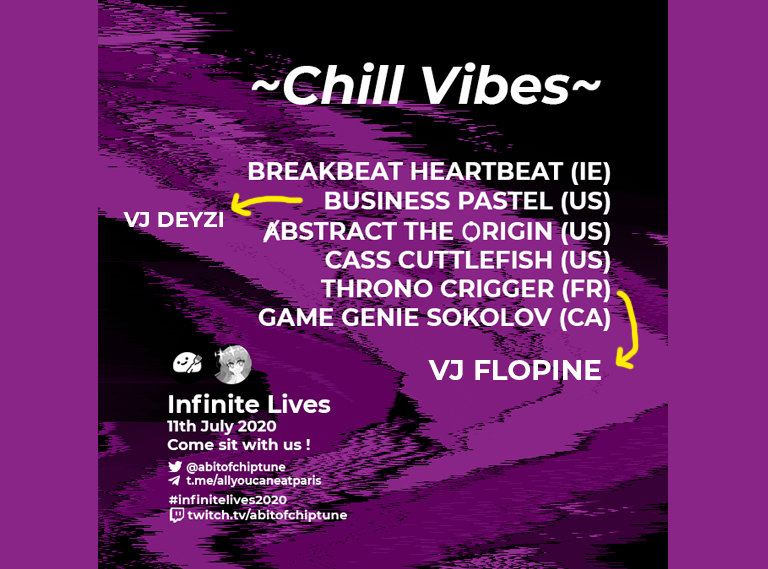 ~Chill Vibes~
BREAKBEAT HEARTBEAT (IE)
BUSINESS PASTEL (US)
VJ DEYZI
ABSTRACT THE ORIGIN (US)
CASS CUTTLEFISH (US)
THRONO CRIGGER (FR)
GAME GENIE SOKOLOV (CA)
VJ FLOPINE
Infinite Lives
11th July 2020
Come sit with us !
@abitofchiptune
t.me/allyoucaneatparis
#infinitelives2020
twitch.tv/abitofchiptune